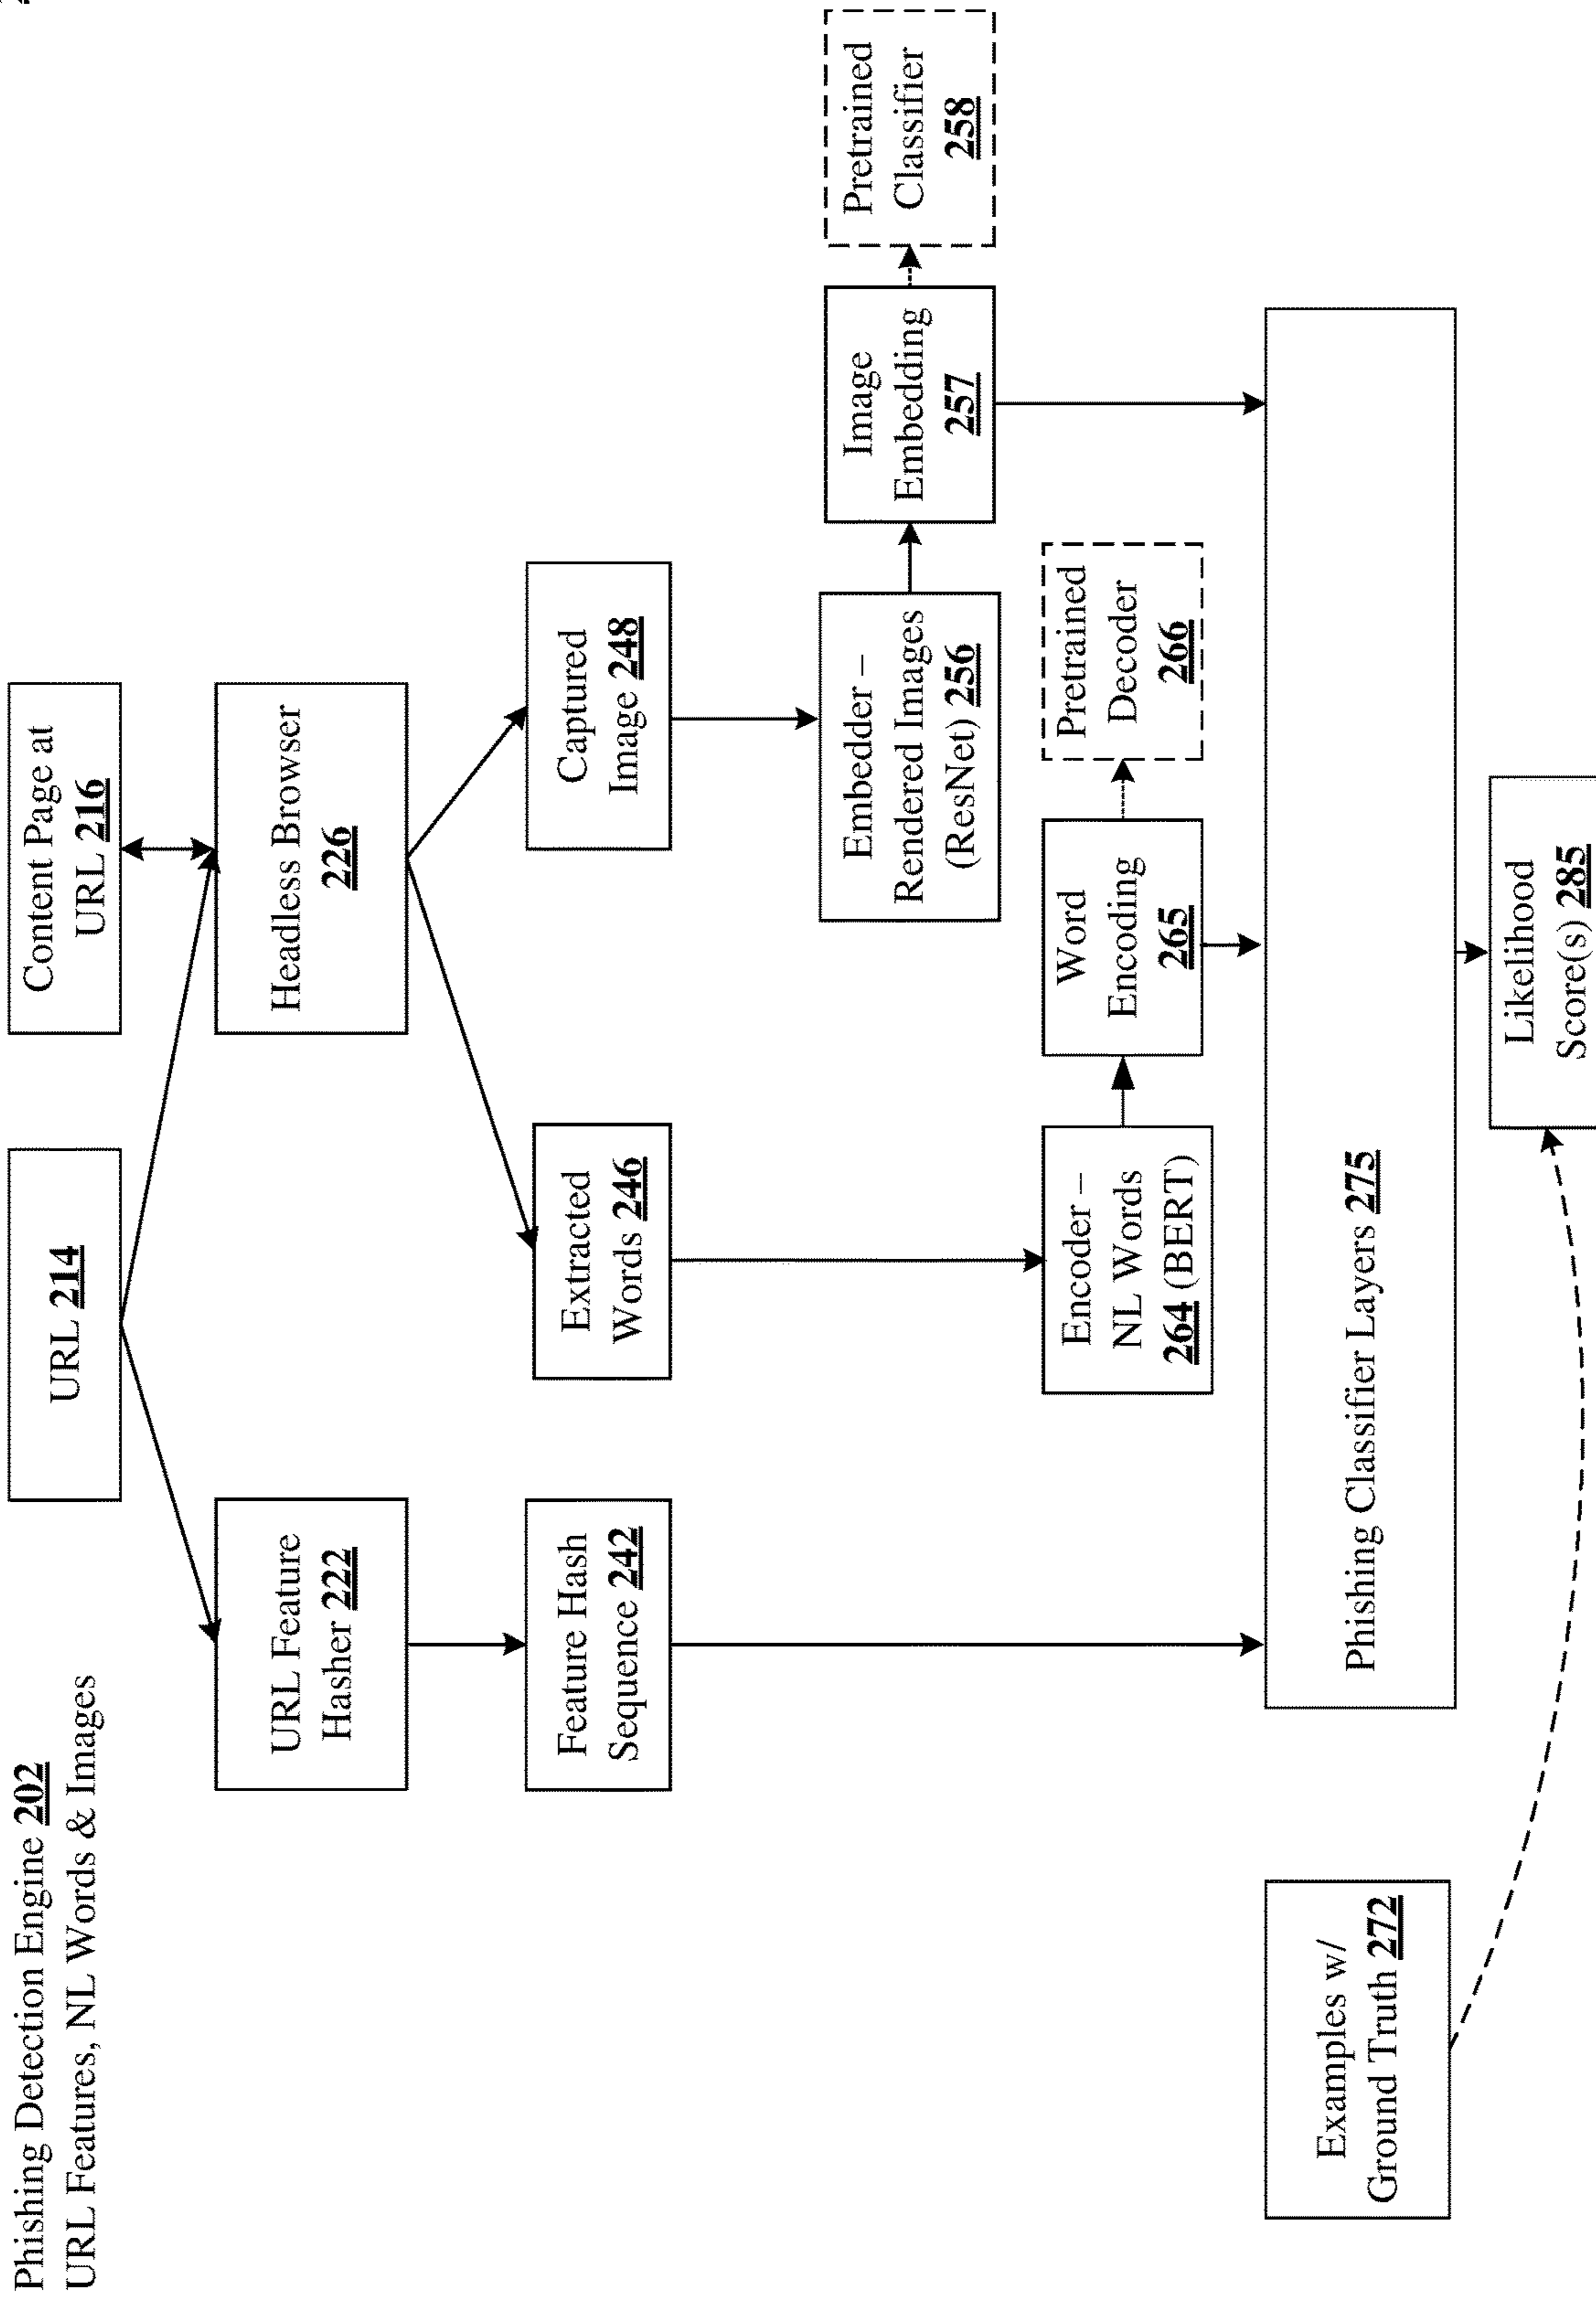 Phishing Detection Engine 202
URL Features, NL Words & Images
URL 214
Content Page at
URL 216
URL Feature
Hasher 222
Headless Browser
226
Feature Hash
Sequence 242
Extracted
Words 246
Captured
Image 248
Embedder –
Rendered Images
(ResNet) 256
Image
Embedding
257
Pretrained
Classifier
258
Encoder –
NL Words
264 (BERT)
Word
Encoding
265
Pretrained
Decoder
266
Examples w/
Ground Truth 272
Phishing Classifier Layers 275
Likelihood
Score(s) 285